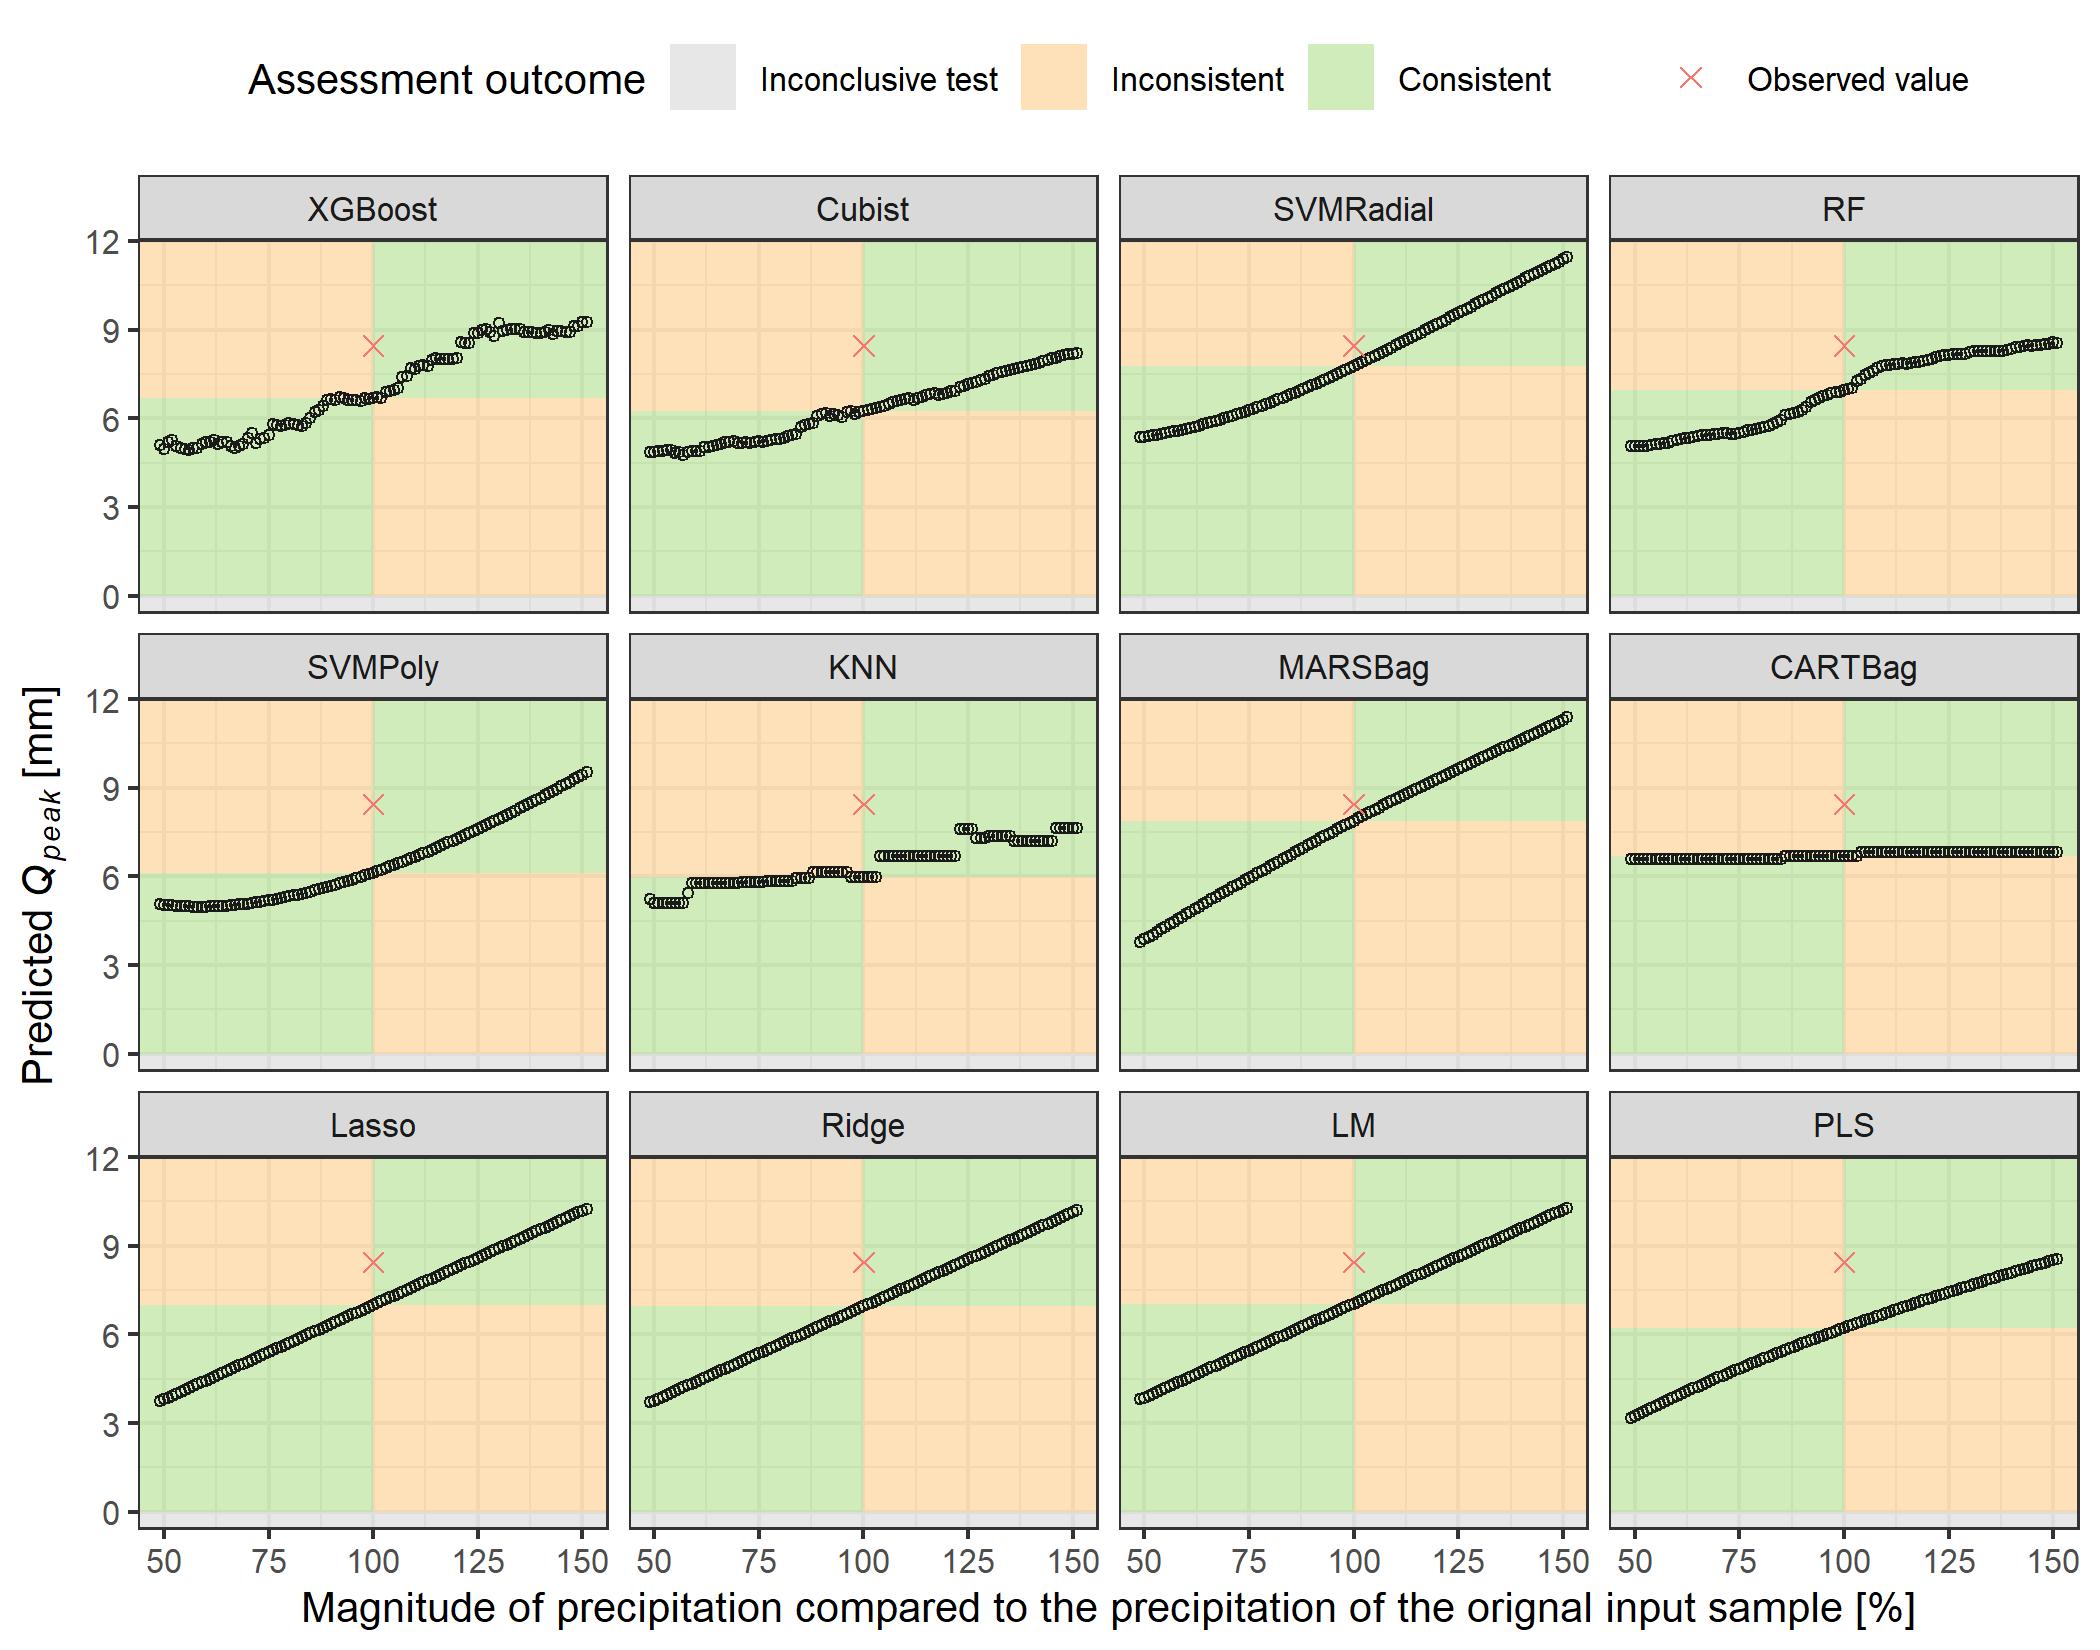 Assessment outcome Inconclusive test Inconsistent Consistent Observed value
XGBoost Cubist SVMRadial RF
12
9
6
3
0
SVMPoly KNN MARSBag CARTBag
12
9
6
3
0
Predicted Qpeak [mm]
Lasso Ridge LM PLS
12
9
6
3
0
50 75 100 125 150 50 75 100 125 150 50 75 100 125 150 50 75 100 125 150
Magnitude of precipitation compared to the precipitation of the orignal input sample [%]